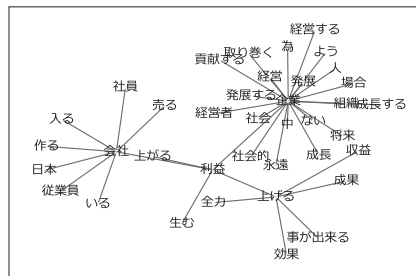 経営する
為
取り巻く
よう
貢献する
人
経営
発展
場合
社員
発展する
企業
組織
成長する
売る
経営者
社会
中
ない
入る
将来
作る
会社
上がる
社会的
成長
収益
日本
利益
永遠
従業員
成果
いる
全力
上げる
生む
事が出来る
効果